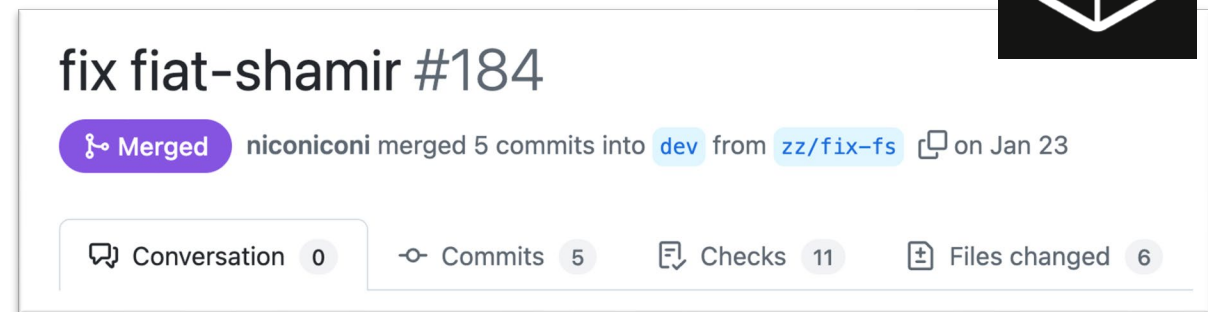 fix fiat-shamir #184
Merged niconiconi merged 5 commits into dev from zz/fix-fs on Jan 23
Conversation 0 Commits 5 Checks 11 Files changed 6